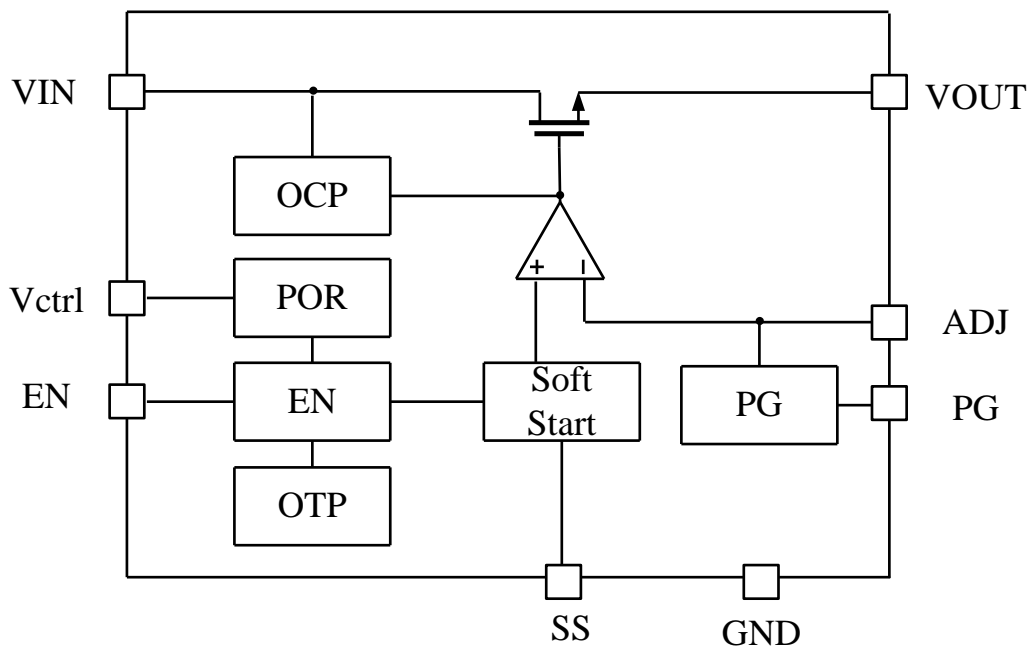 VIN
VOUT
OCP
+ −
Vctrl
POR
ADJ
EN
EN
Soft
Start
PG
PG
OTP
SS
GND